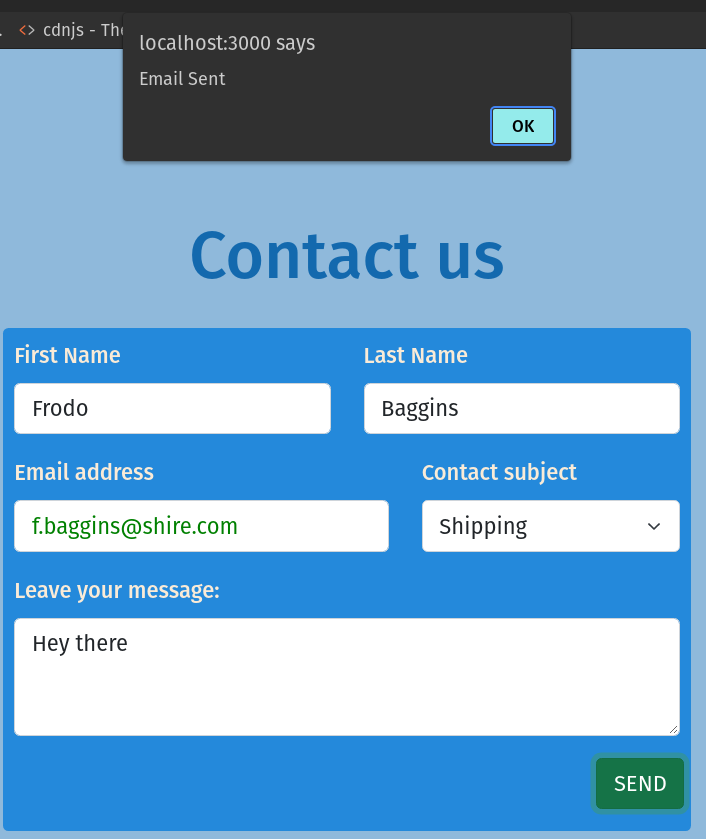 <> cdnjs - The
localhost:3000 says
Email Sent
OK
Contact us
First Name
Last Name
Frodo
Baggins
Email address
Contact subject
f.baggins@shire.com
Shipping
Leave your message:
Hey there
SEND